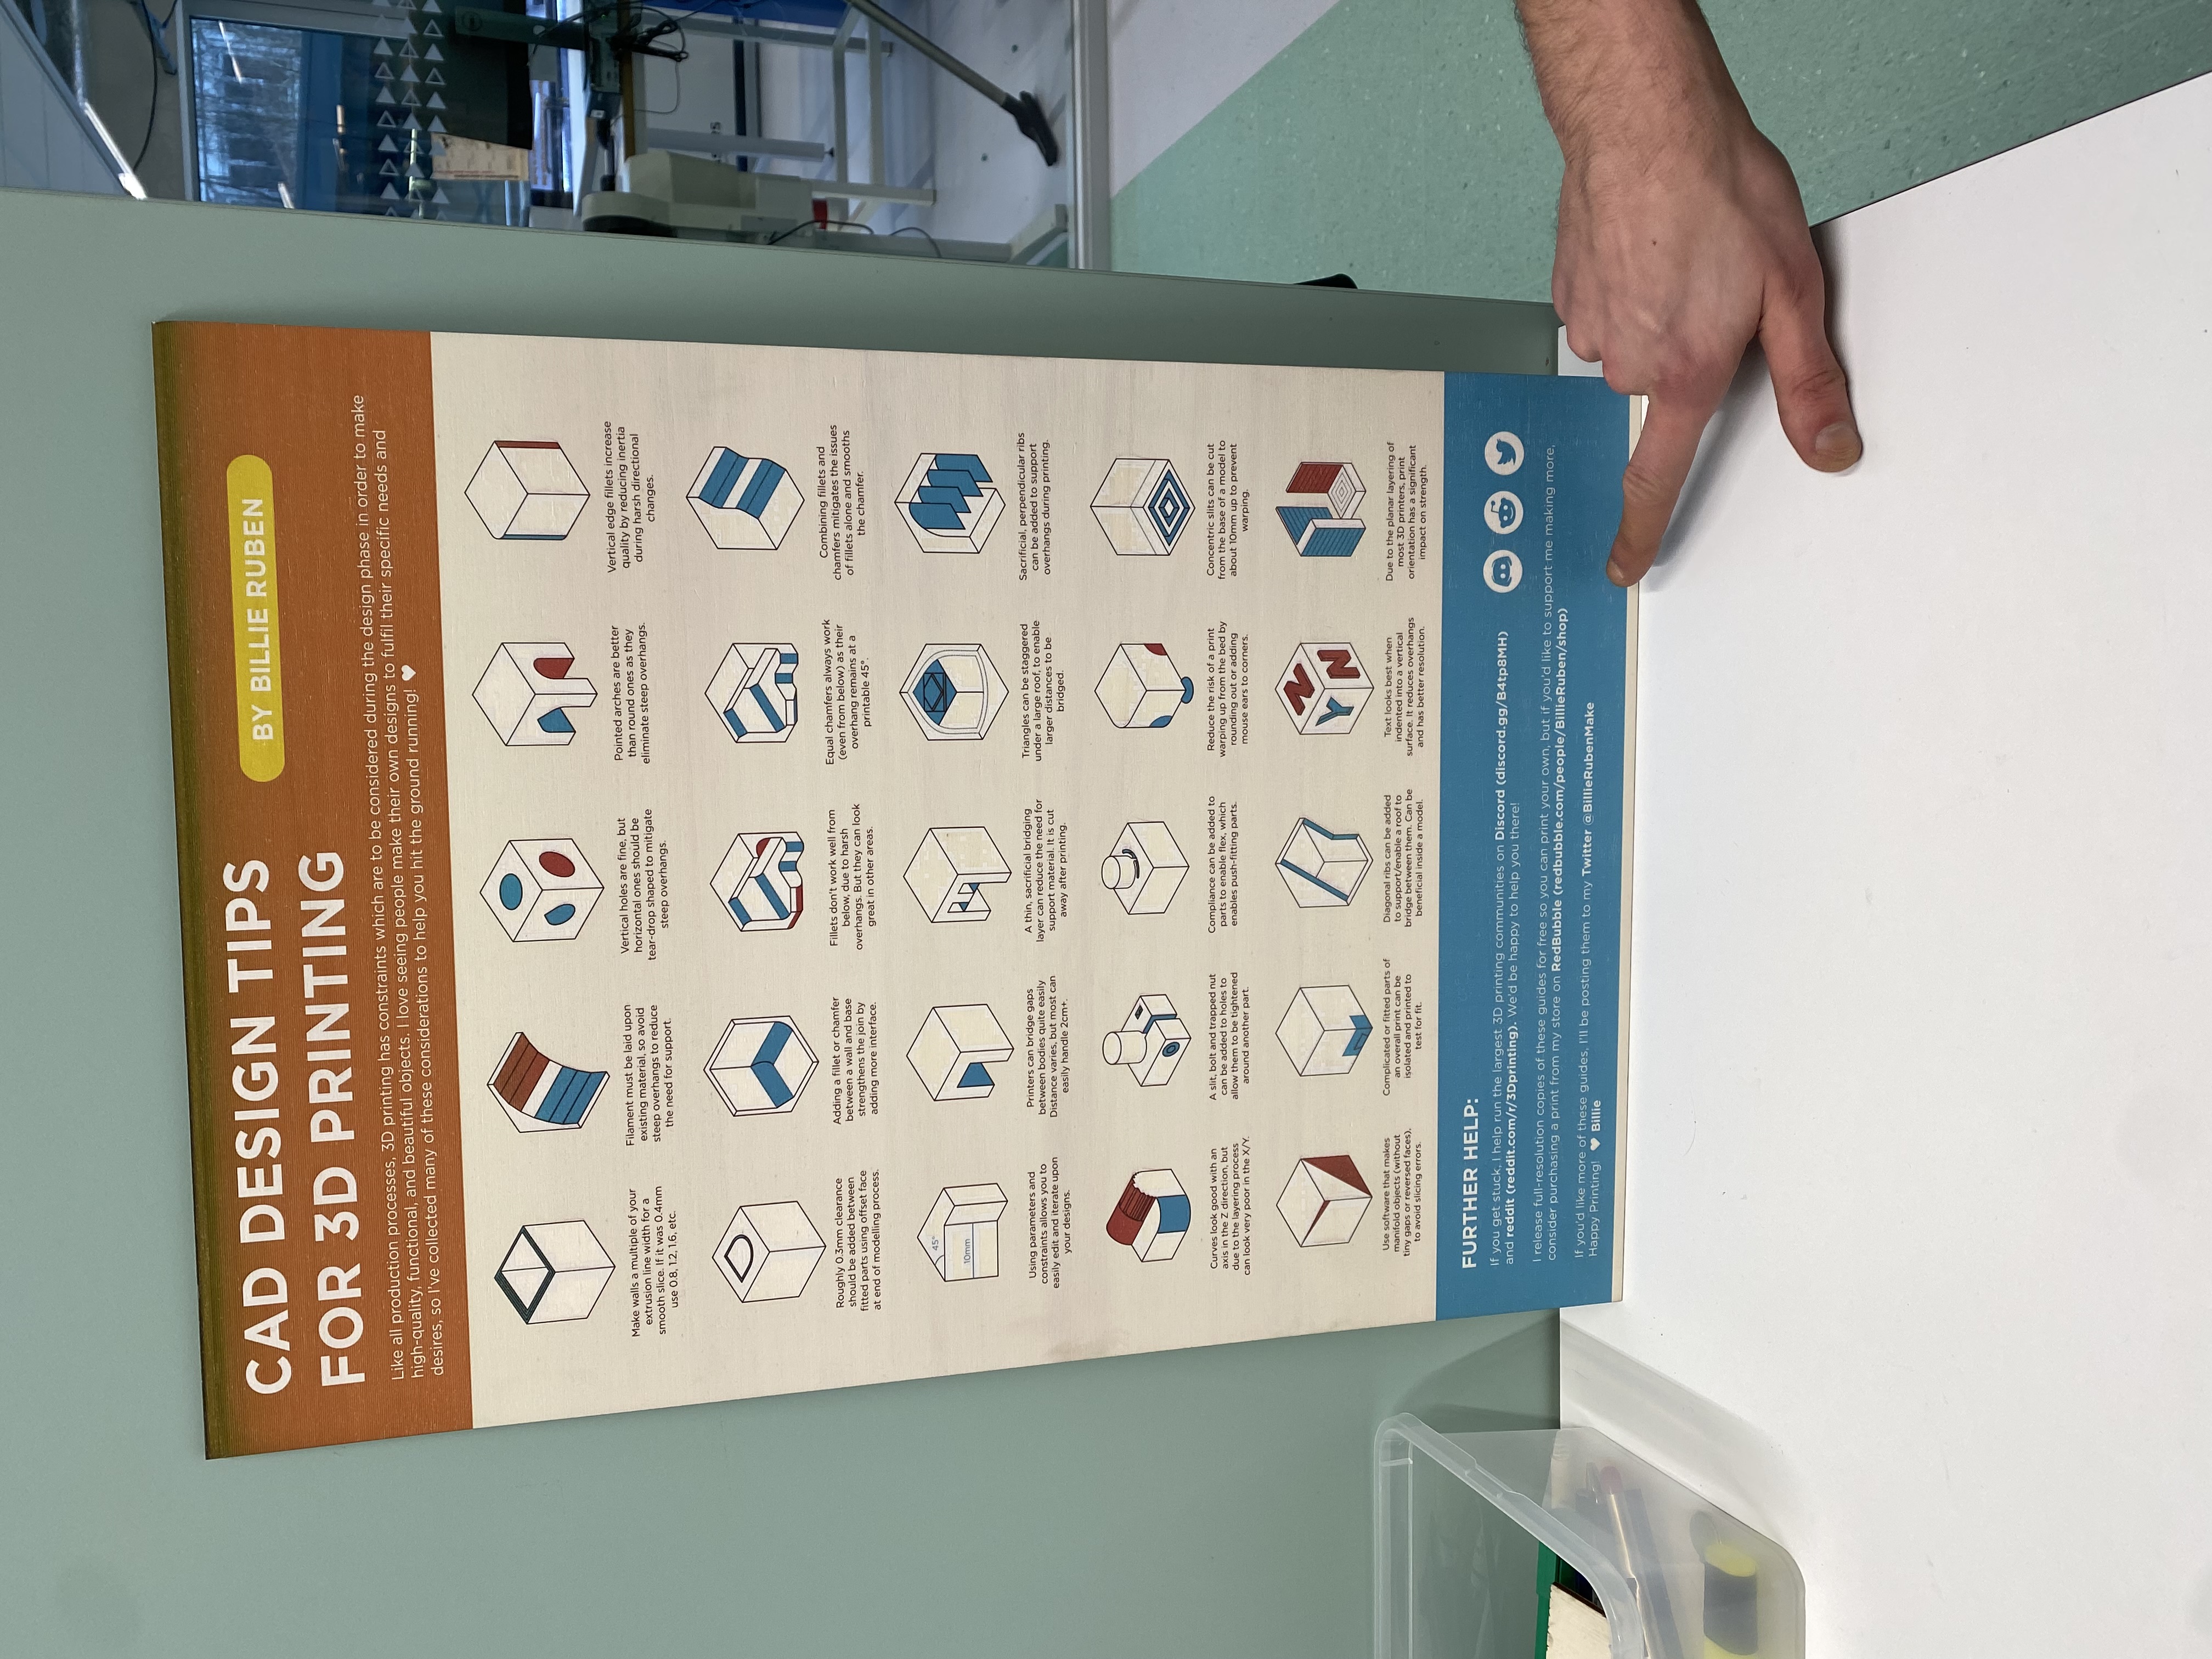 CAD DESIGN TIPS
FOR 3D PRINTING
BY BILLIE RUBEN
Like all production processes, 3D printing has constraints which are to be considered during the design phase in order to make
high-quality, functional, and beautiful objects. I love seeing people make their own designs to fulfil their specific needs and
desires, so I've collected many of these considerations to help you hit the ground running! ♥
Make walls a multiple of your
extrusion line width for a
smooth slice. If it was 0.4mm
use 0.8, 1.2, 1.6, etc.
Filament must be laid upon
existing material, so avoid
steep overhangs to reduce
the need for support.
Vertical holes are fine, but
horizontal ones should be
tear-drop shaped to mitigate
steep overhangs.
Pointed arches are better
than round ones as they
eliminate steep overhangs.
Vertical edge fillets increase
quality by reducing inertia
during harsh directional
changes.
Roughly 0.3mm clearance
should be added between
fitted parts using offset face
at end of modelling process.
Adding a fillet or chamfer
between a wall and base
strengthens the join by
adding more interface.
Fillets don't work well from
below, due to harsh
overhangs. But they can look
great in other areas.
Equal chamfers always work
(even from below) as their
overhang remains at a
printable 45°.
Combining fillets and
chamfers mitigates the issues
of fillets alone and smooths
the chamfer.
45°
10mm
Using parameters and
constraints allows you to
easily edit and iterate upon
your designs.
Printers can bridge gaps
between bodies quite easily
Distance varies, but most can
easily handle 2cm+.
A thin, sacrificial bridging
layer can reduce the need for
support material. It is cut
away after printing.
Triangles can be staggered
under a large roof, to enable
larger distances to be
bridged.
Sacrificial, perpendicular ribs
can be added to support
overhangs during printing.
Curves look good with an
axis in the Z direction, but
due to the layering process
can look very poor in the X/Y.
A slit, bolt and trapped nut
can be added to holes to
allow them to be tightened
around another part.
Compliance can be added to
parts to enable flex, which
enables push-fitting parts.
Reduce the risk of a print
warping up from the bed by
rounding out or adding
mouse ears to corners.
Concentric slits can be cut
from the base of a model to
about 10mm up to prevent
warping.
Use software that makes
manifold objects (without
tiny gaps or reversed faces),
to avoid slicing errors.
Complicated or fitted parts of
an overall print can be
isolated and printed to
test for fit.
Diagonal ribs can be added
to support/enable a roof to
bridge between them. Can be
beneficial inside a model.
N
Y N
Text looks best when
indented into a vertical
surface. It reduces overhangs
and has better resolution.
Due to the planar layering of
most 3D printers, print
orientation has a significant
impact on strength.
FURTHER HELP:
If you get stuck, I help run the largest 3D printing communities on Discord (discord.gg/B4tp8MH)
and reddit (reddit.com/r/3Dprinting). We'd be happy to help you there!
I release full-resolution copies of these guides for free so you can print your own, but if you'd like to support me making more,
consider purchasing a print from my store on RedBubble (redbubble.com/people/BillieRuben/shop)
If you'd like more of these guides, I'll be posting them to my Twitter @BillieRubenMake
Happy Printing! ♥ Billie